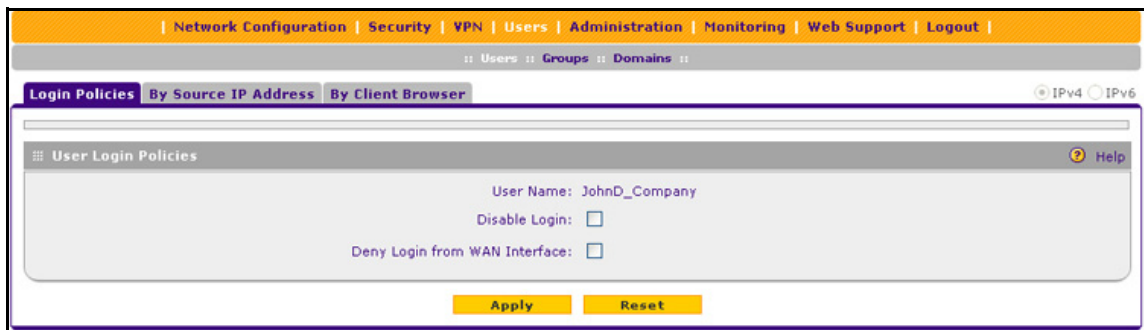 | Network Configuration | Security | VPN | Users | Administration | Monitoring | Web Support | Logout |
:: Users :: Groups :: Domains ::
Login Policies By Source IP Address By Client Browser IPv4 IPv6
User Login Policies Help
User Name: JohnD_Company
Disable Login:
Deny Login from WAN Interface:
Apply Reset